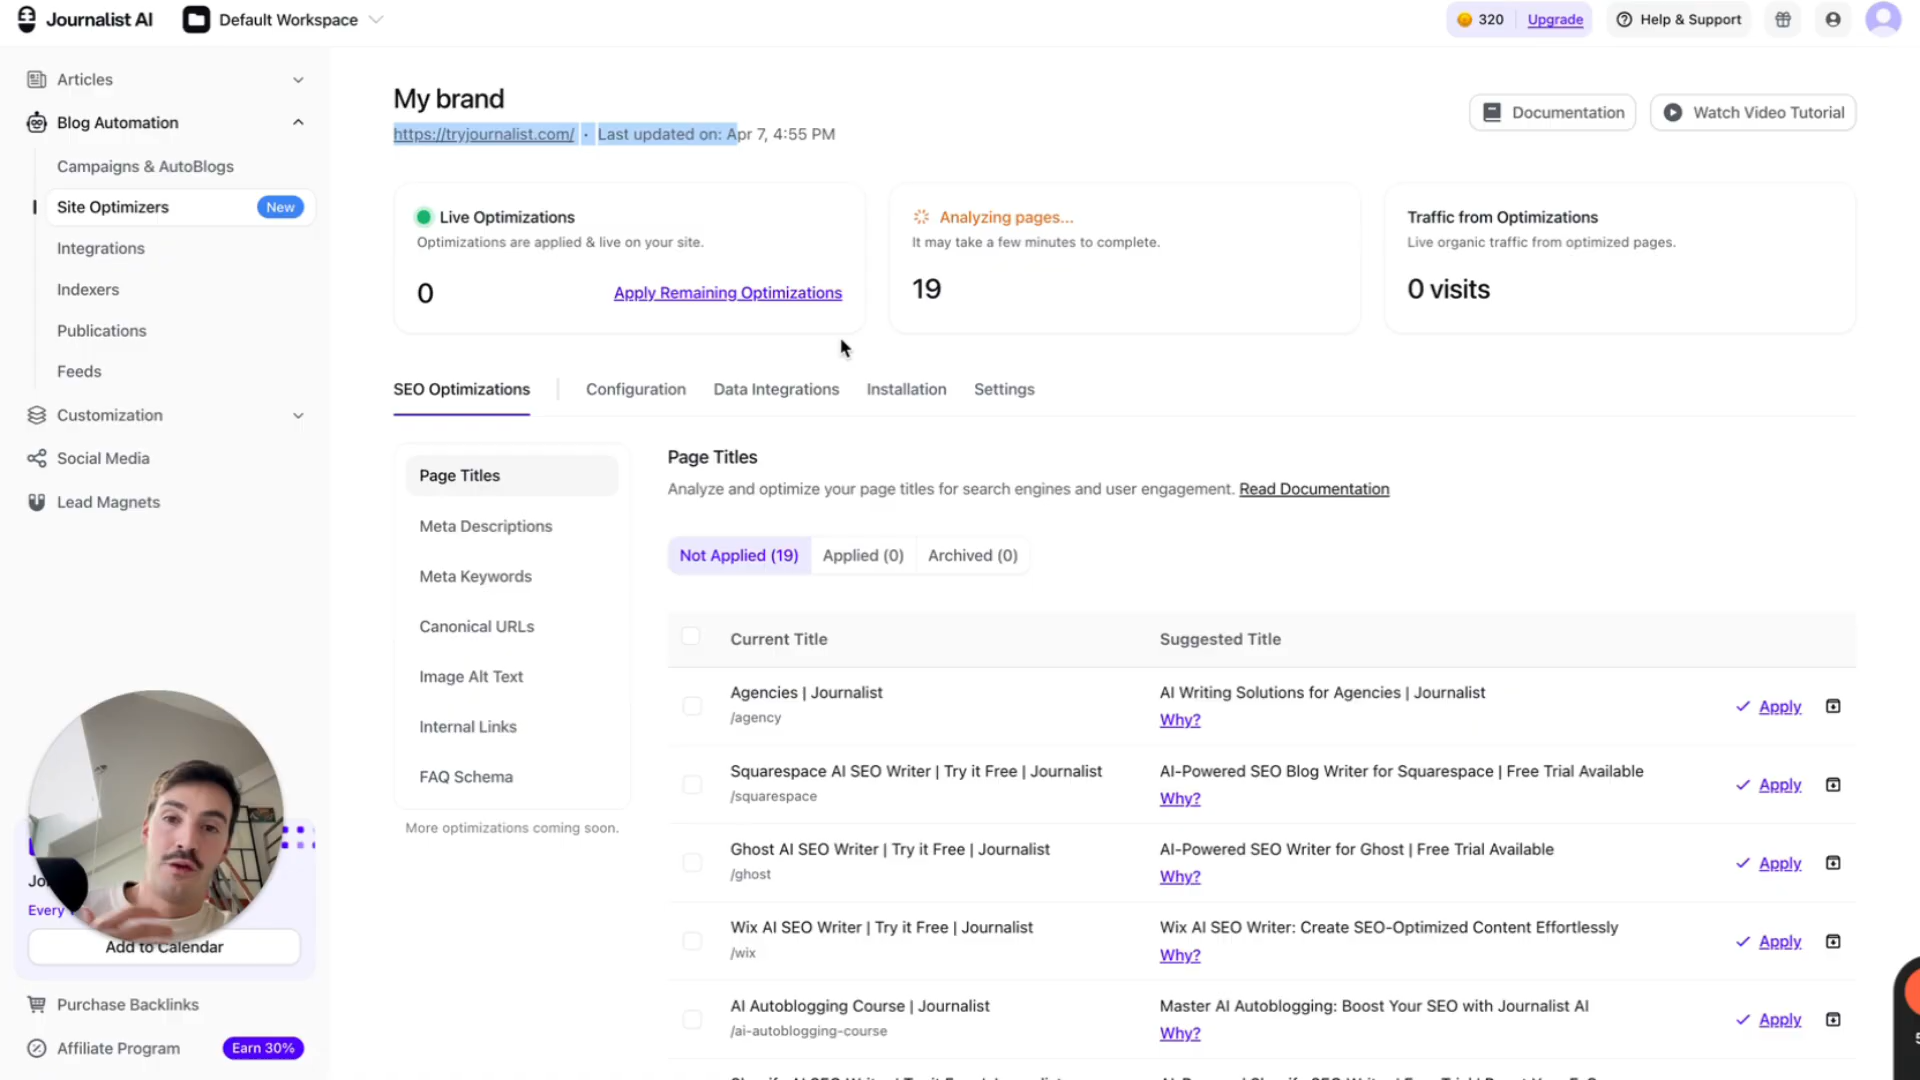 Journalist AI
Default Workspace
320
Upgrade
Help & Support
Articles
Blog Automation
Campaigns & AutoBlogs
Site Optimizers
New
Integrations
Indexers
Publications
Feeds
Customization
Social Media
Lead Magnets
Every
Add to Calendar
Purchase Backlinks
Affiliate Program
Earn 30%
My brand
https://tryjournalist.com/ · Last updated on: Apr 7, 4:55 PM
Documentation
Watch Video Tutorial
Live Optimizations
Optimizations are applied & live on your site.
0
Apply Remaining Optimizations
Analyzing pages...
It may take a few minutes to complete.
19
Traffic from Optimizations
Live organic traffic from optimized pages.
0 visits
SEO Optimizations
Configuration
Data Integrations
Installation
Settings
Page Titles
Meta Descriptions
Meta Keywords
Canonical URLs
Image Alt Text
Internal Links
FAQ Schema
More optimizations coming soon.
Page Titles
Analyze and optimize your page titles for search engines and user engagement. Read Documentation
Not Applied (19)
Applied (0)
Archived (0)
Current Title
Suggested Title
Agencies | Journalist
/agency
AI Writing Solutions for Agencies | Journalist
Why?
Apply
Squarespace AI SEO Writer | Try it Free | Journalist
/squarespace
AI-Powered SEO Blog Writer for Squarespace | Free Trial Available
Why?
Apply
Ghost AI SEO Writer | Try it Free | Journalist
/ghost
AI-Powered SEO Writer for Ghost | Free Trial Available
Why?
Apply
Wix AI SEO Writer | Try it Free | Journalist
/wix
Wix AI SEO Writer: Create SEO-Optimized Content Effortlessly
Why?
Apply
AI Autoblogging Course | Journalist
/ai-autoblogging-course
Master AI Autoblogging: Boost Your SEO with Journalist AI
Why?
Apply